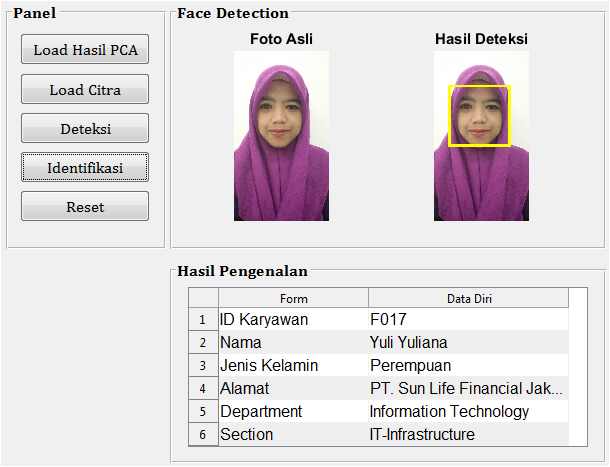 Panel
Load Hasil PCA
Load Citra
Deteksi
Identifikasi
Reset
Face Detection
Foto Asli
Hasil Deteksi
Hasil Pengenalan
Form Data Diri
1 ID Karyawan F017
2 Nama Yuli Yuliana
3 Jenis Kelamin Perempuan
4 Alamat PT. Sun Life Financial Jak...
5 Department Information Technology
6 Section IT-Infrastructure